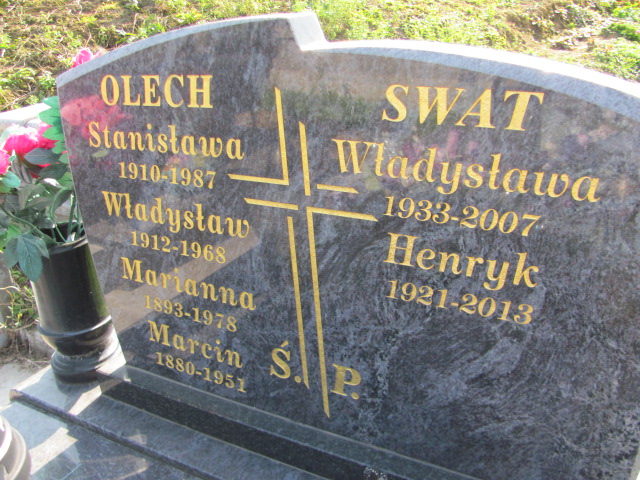 OLECH
Stanisława
1910-1987
Władysław
1912-1968
Marianna
1893-1978
Marcin
1880-1951
SWAT
Władysława
1933-2007
Henryk
1921-2013
Ś. P.